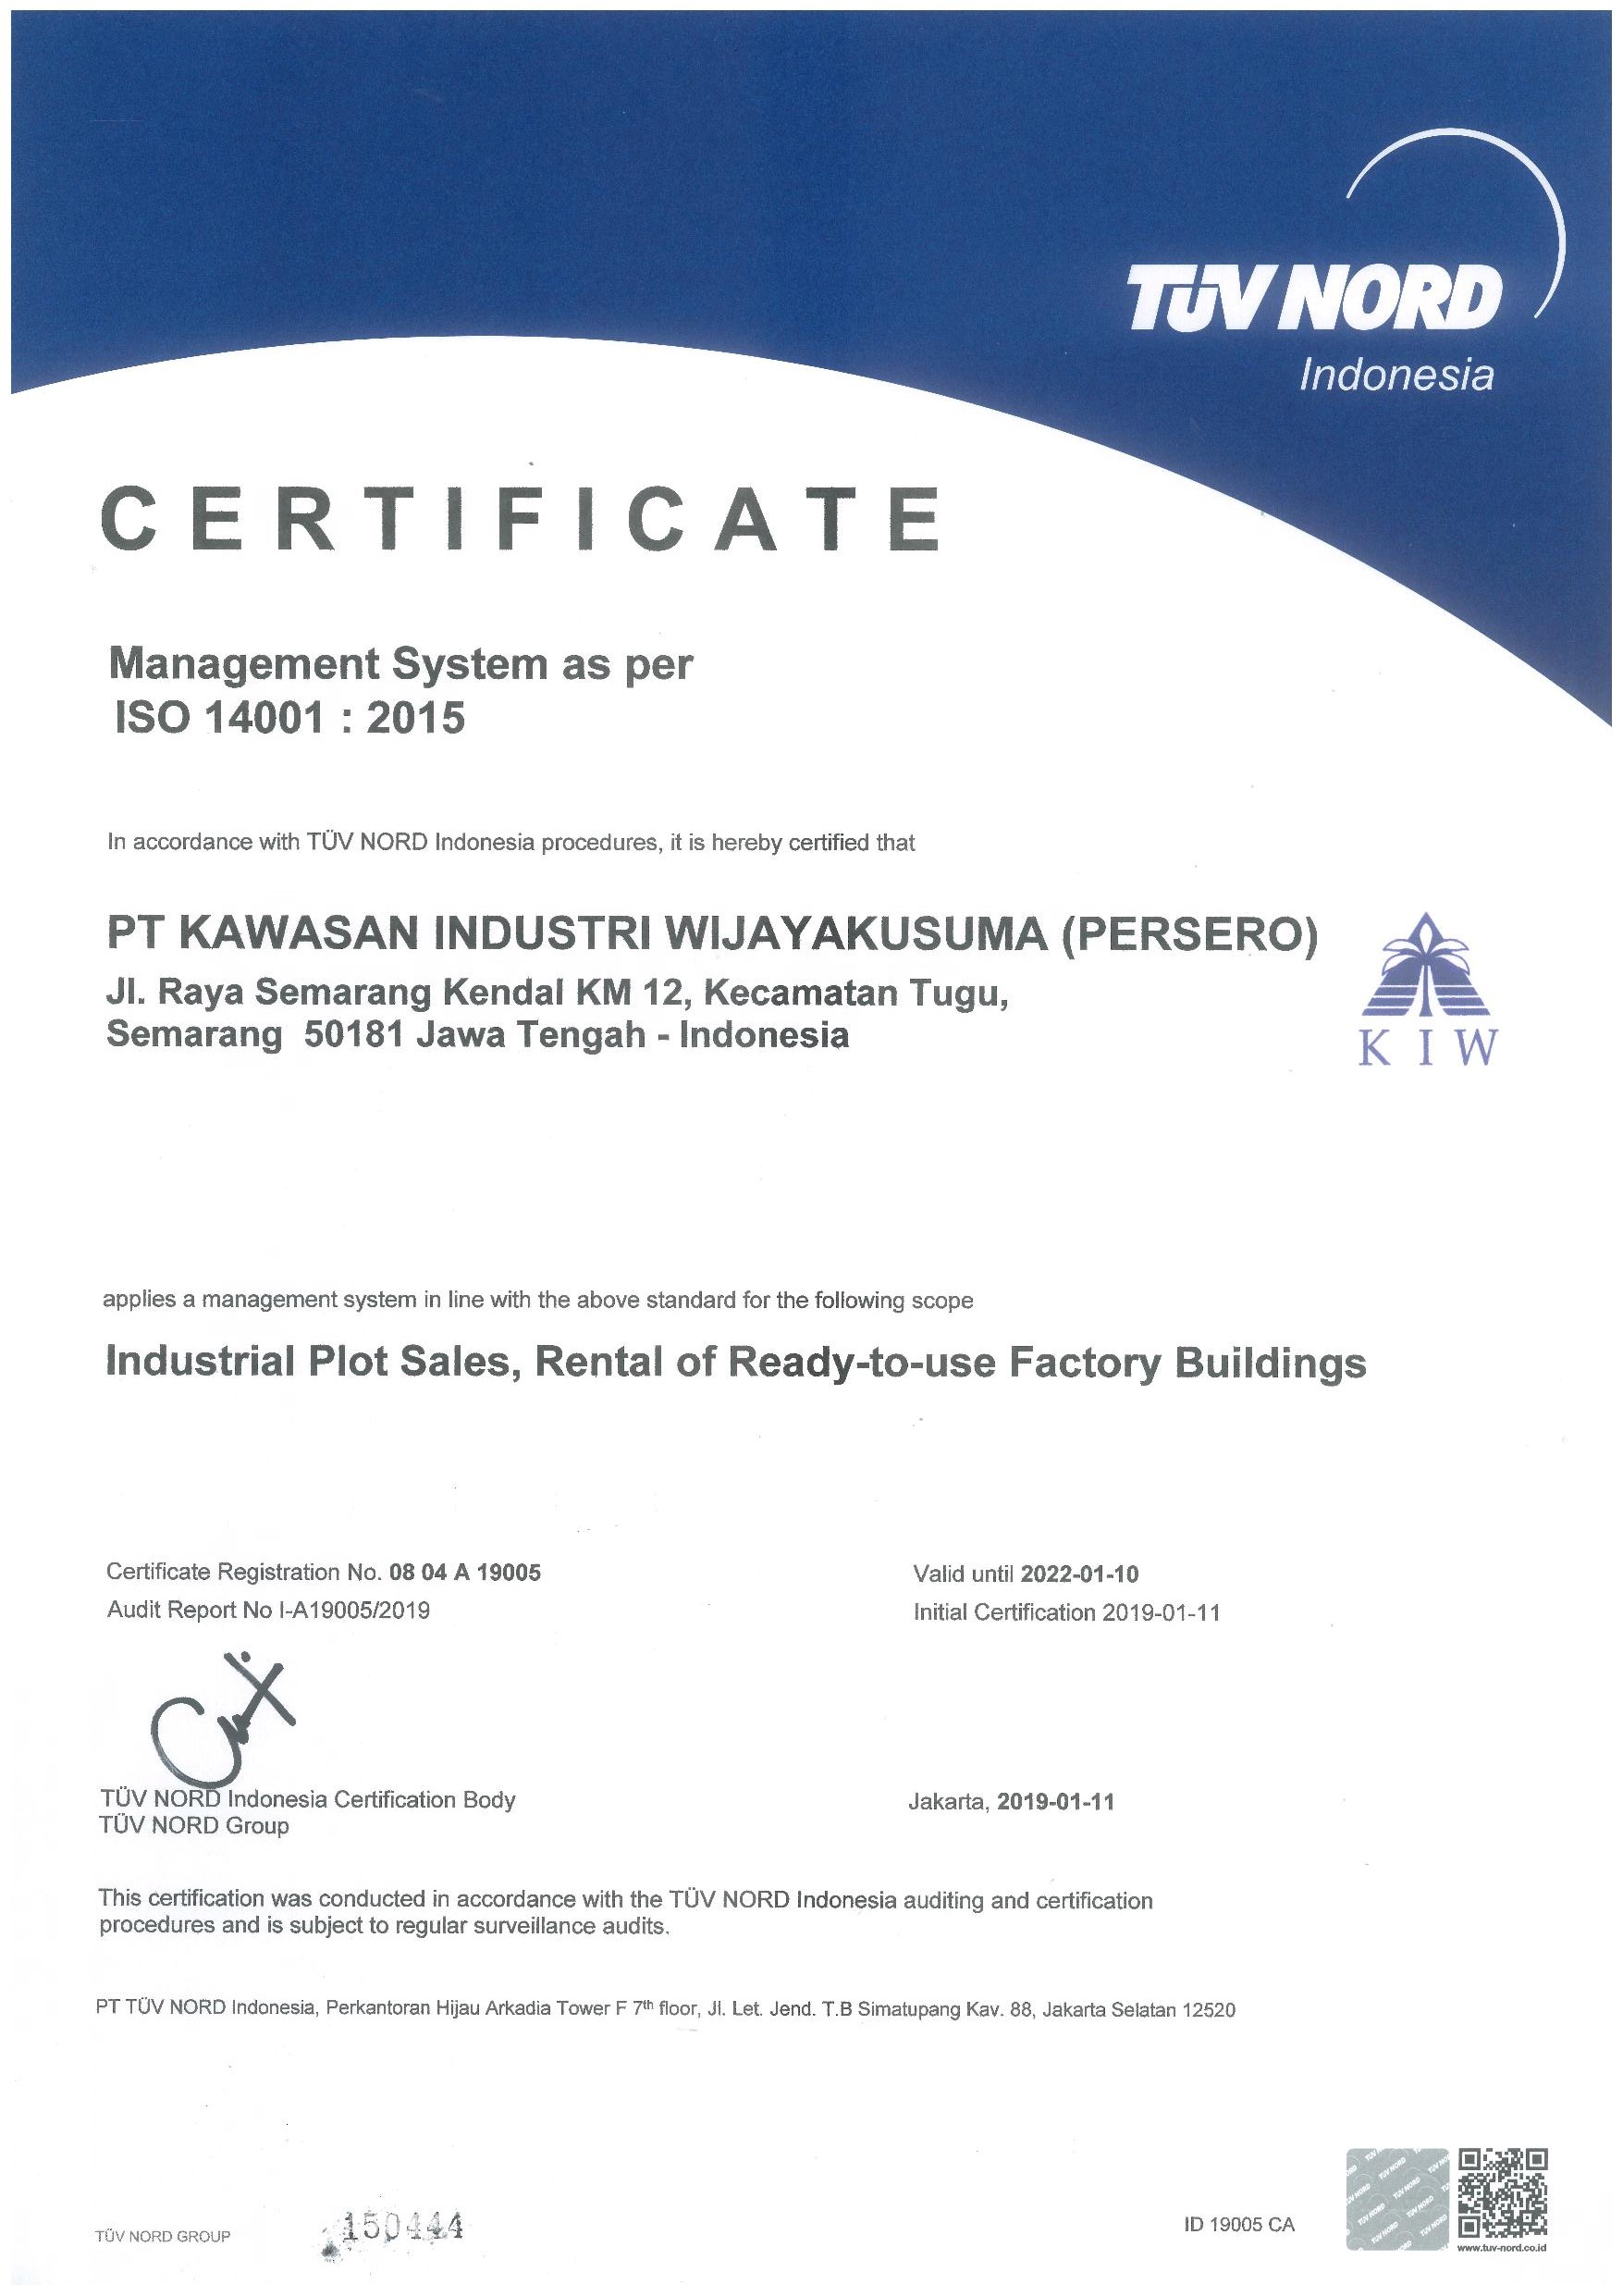 TÜV NORD
Indonesia
CERTIFICATE
Management System as per
ISO 14001 : 2015
In accordance with TÜV NORD Indonesia procedures, it is hereby certified that
PT KAWASAN INDUSTRI WIJAYAKUSUMA (PERSERO)
Jl. Raya Semarang Kendal KM 12, Kecamatan Tugu,
Semarang 50181 Jawa Tengah - Indonesia
K I W
applies a management system in line with the above standard for the following scope
Industrial Plot Sales, Rental of Ready-to-use Factory Buildings
Certificate Registration No. 08 04 A 19005
Audit Report No I-A19005/2019
Valid until 2022-01-10
Initial Certification 2019-01-11
TÜV NORD Indonesia Certification Body
TÜV NORD Group
Jakarta, 2019-01-11
This certification was conducted in accordance with the TÜV NORD Indonesia auditing and certification
procedures and is subject to regular surveillance audits.
PT TÜV NORD Indonesia, Perkantoran Hijau Arkadia Tower F 7th floor, Jl. Let. Jend. T.B Simatupang Kav. 88, Jakarta Selatan 12520
TÜV NORD GROUP
150444
ID 19005 CA
www.tuv-nord.co.id